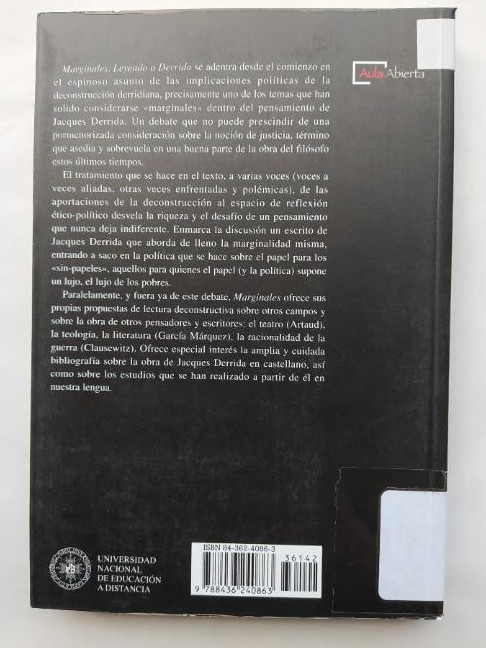 Marginales. Leyendo a Derrida se adentra desde el comienzo en
el espinoso asunto de las implicaciones políticas de la
deconstrucción derridiana, precisamente uno de los temas que han
solido considerarse «marginales» dentro del pensamiento de
Jacques Derrida. Un debate que no puede prescindir de una
pormenorizada consideración sobre la noción de justicia, término
que asedia y sobrevuela en una buena parte de la obra del filósofo
estos últimos tiempos.
El tratamiento que se hace en el texto, a varias voces (voces a
veces aliadas, otras veces enfrentadas y polémicas), de las
aportaciones de la deconstrucción al espacio de reflexión
ético-político desvela la riqueza y el desafío de un pensamiento
que nunca deja indiferente. Enmarca la discusión un escrito de
Jacques Derrida que aborda de lleno la marginalidad misma,
entrando a saco en la política que se hace sobre el papel para los
«sin-papeles», aquellos para quienes el papel (y la política) supone
un lujo, el lujo de los pobres.
Paralelamente, y fuera ya de este debate, Marginales ofrece sus
propias propuestas de lectura deconstructiva sobre otros campos y
sobre la obra de otros pensadores y escritores: el teatro (Artaud),
la teología, la literatura (García Márquez), la racionalidad de la
guerra (Clausewitz). Ofrece especial interés la amplia y cuidada
bibliografía sobre la obra de Jacques Derrida en castellano, así
como sobre los estudios que se han realizado a partir de él en
nuestra lengua.
Aula Abierta
UNIVERSIDAD
NACIONAL
DE EDUCACIÓN
A DISTANCIA
ISBN 84-362-4086-3
36142
9 788436 240863